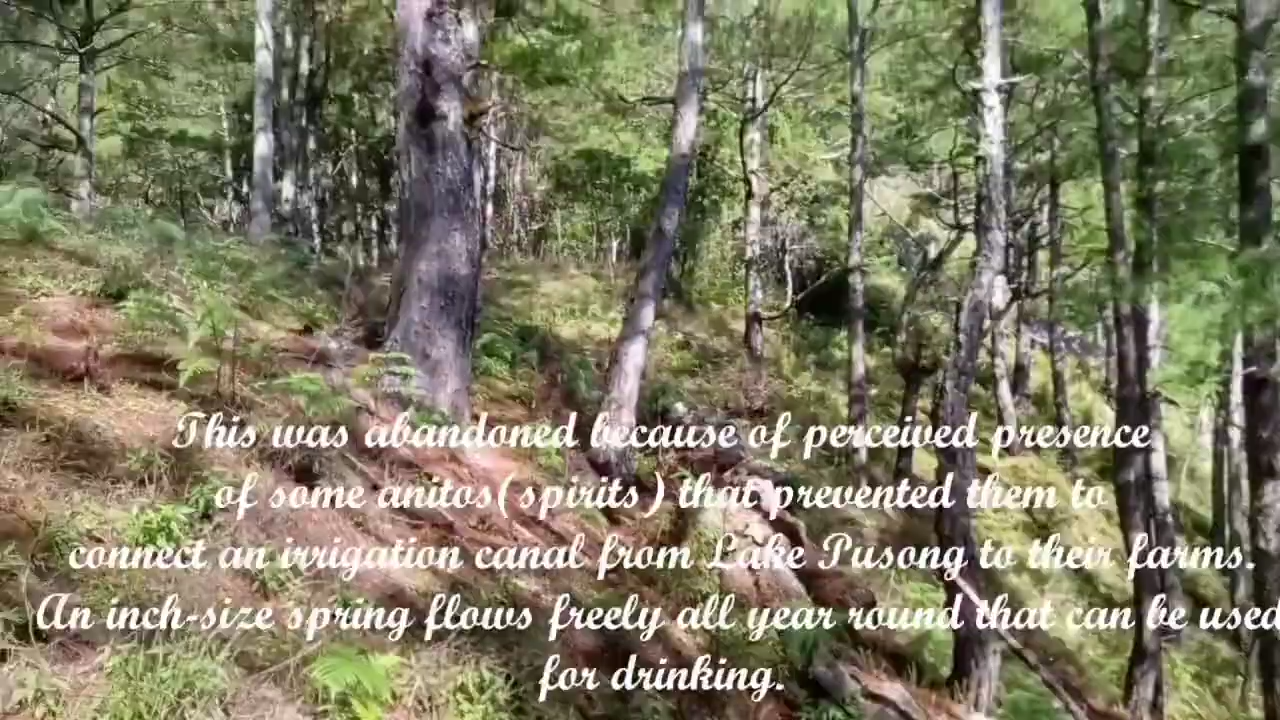 This was abandoned because of perceived presence
of some anitos(spirits) that prevented them to
connect an irrigation canal from Lake Pusong to their farms.
An inch-size spring flows freely all year round that can be used
for drinking.